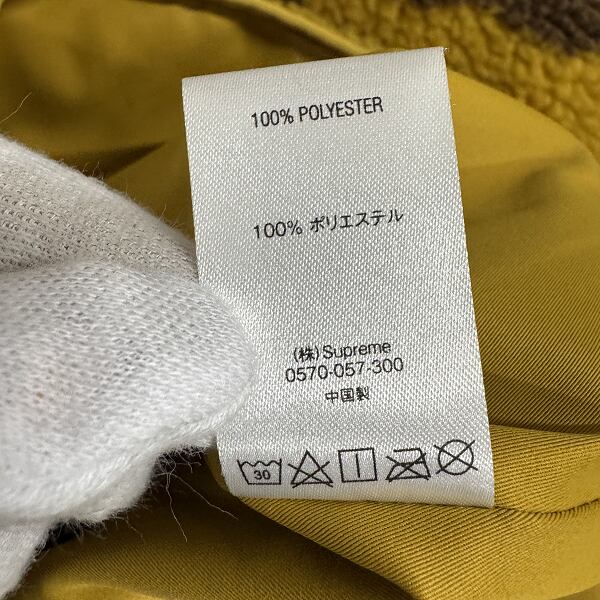 100% POLYESTER
100% ポリエステル
(株)Supreme
0570-057-300
中国製
30